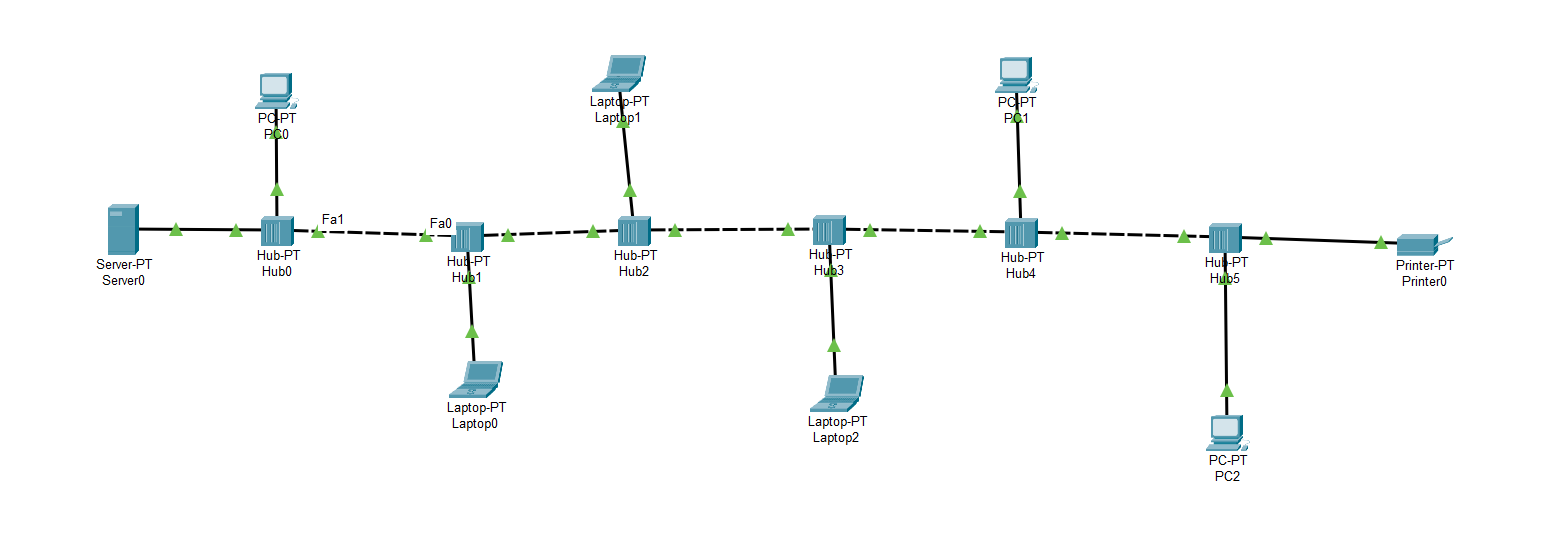 PC-PT
PC0
Laptop-PT
Laptop1
PC-PT
PC1
Server-PT
Server0
Fa1
Hub-PT
Hub0
Fa0
Hub-PT
Hub1
Hub-PT
Hub2
Hub-PT
Hub3
Hub-PT
Hub4
Hub-PT
Hub5
Printer-PT
Printer0
Laptop-PT
Laptop0
Laptop-PT
Laptop2
PC-PT
PC2